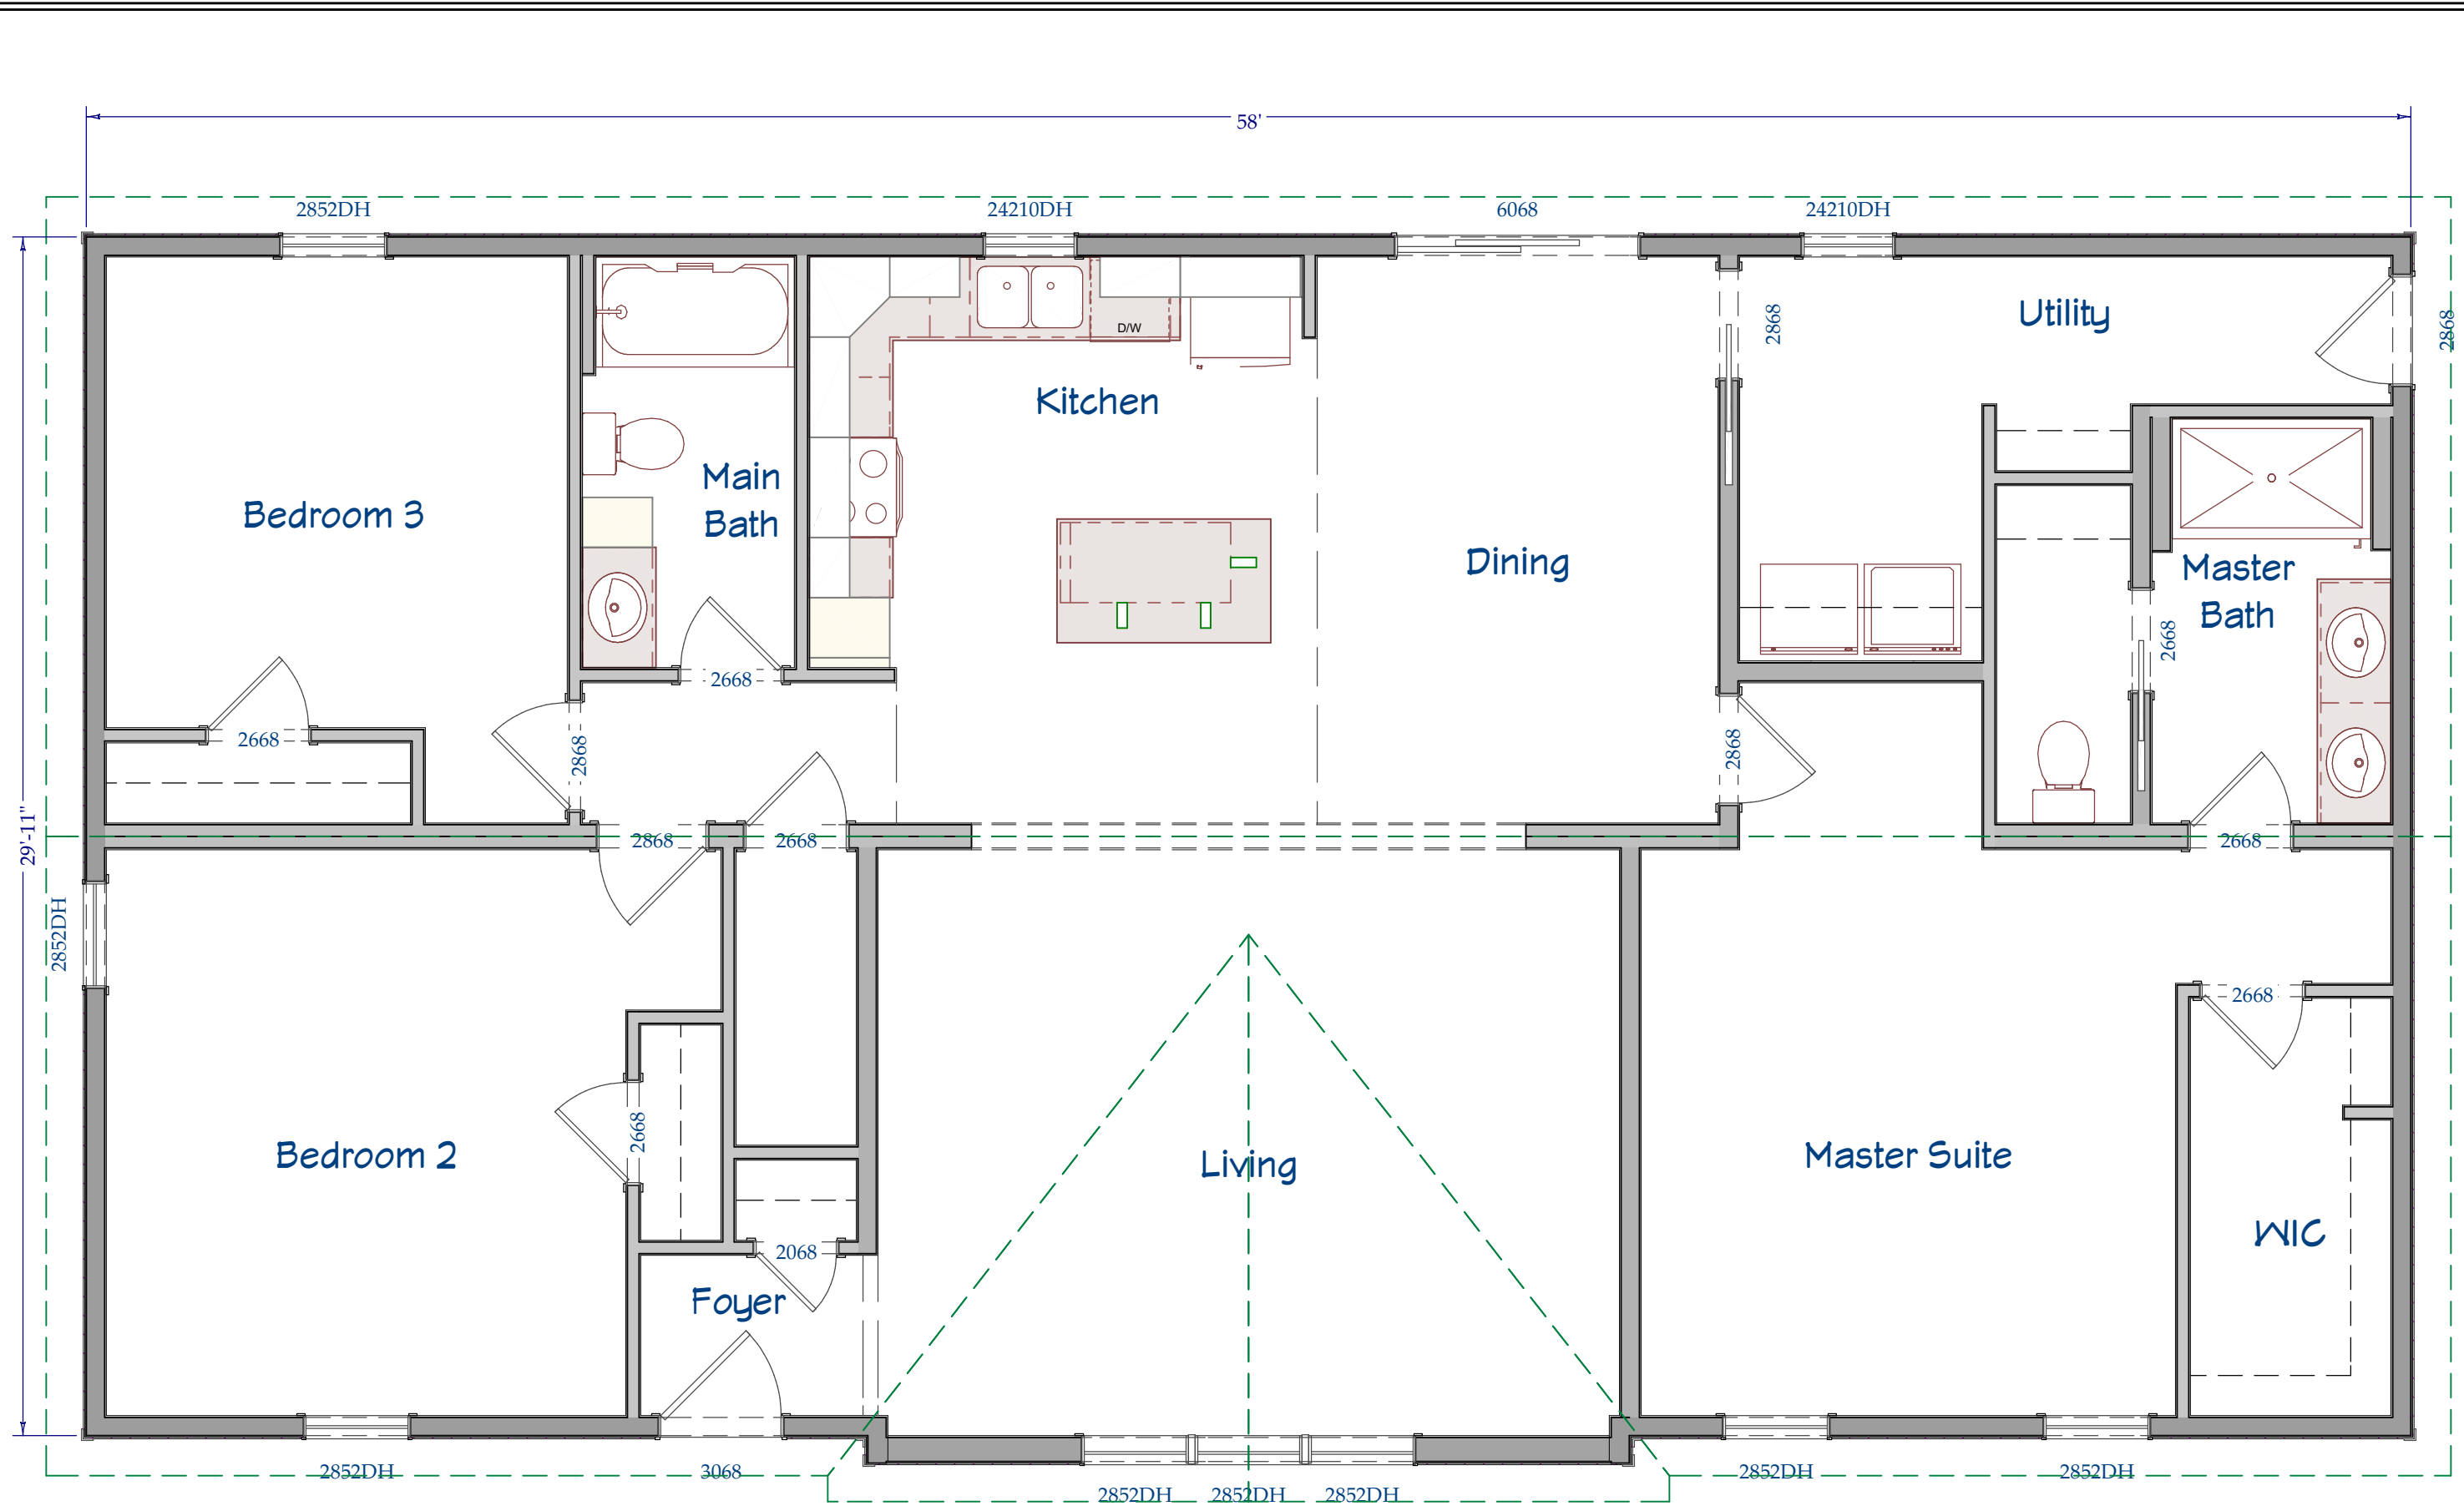 58'
2852DH
24210DH
6068
24210DH
2868
Utility
2868
D/W
Kitchen
Main
Bath
Bedroom 3
Dining
Master
Bath
2668
2668
2668
2868
2868
2868
2668
2668
29'-11"
2852DH
2668
2668
Bedroom 2
Living
Master Suite
WIC
2068
Foyer
2852DH
3068
2852DH
2852DH
2852DH
2852DH
2852DH